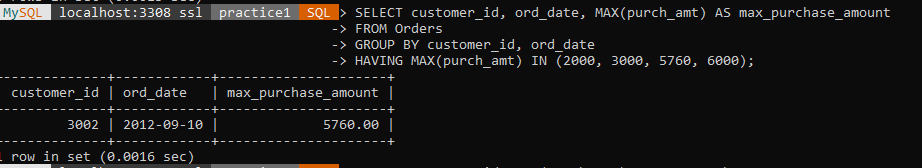 MySQL localhost:3308 ssl practice1 SQL > SELECT customer_id, ord_date, MAX(purch_amt) AS max_purchase_amount
-> FROM Orders
-> GROUP BY customer_id, ord_date
-> HAVING MAX(purch_amt) IN (2000, 3000, 5760, 6000);
--------------+------------+---------------------+
customer_id | ord_date | max_purchase_amount |
--------------+------------+---------------------+
3002 | 2012-09-10 | 5760.00 |
--------------+------------+---------------------+
row in set (0.0016 sec)